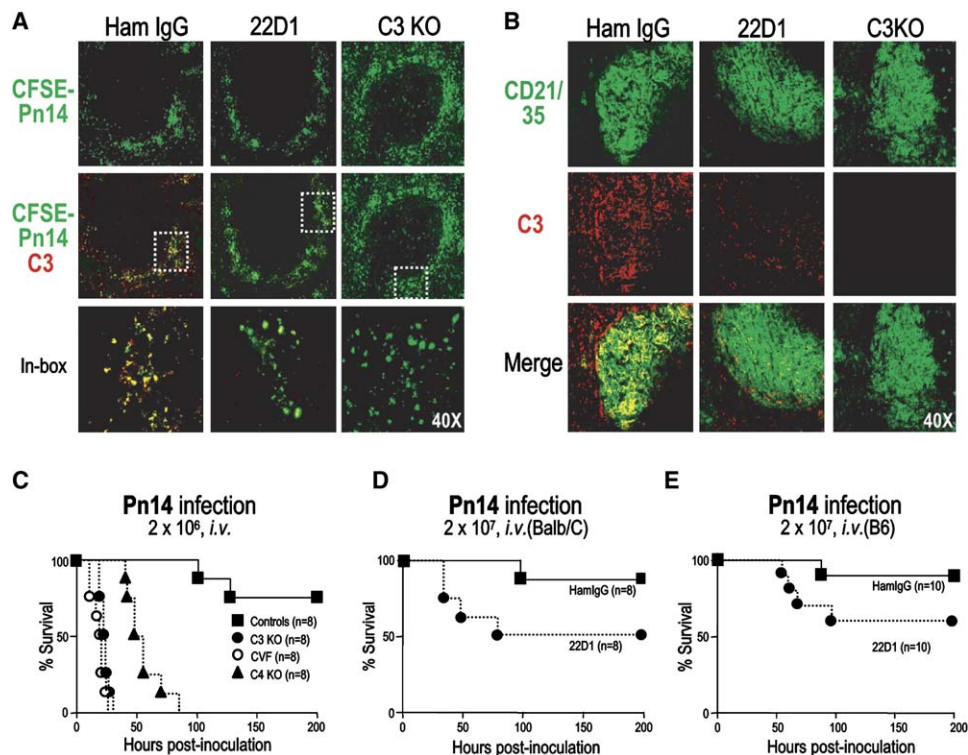 A
Ham IgG 22D1 C3 KO
CFSE-
Pn14
CFSE-
Pn14
C3
In-box
40X
B
Ham IgG 22D1 C3KO
CD21/
35
C3
Merge
40X
C
Pn14 infection
2 x 10⁶, i.v.
% Survival
100
50
0
Controls (n=8)
C3 KO (n=8)
CVF (n=8)
C4 KO (n=8)
0 50 100 150 200
Hours post-inoculation
D
Pn14 infection
2 x 10⁷, i.v.(Balb/C)
% Survival
100
50
0
HamIgG (n=8)
22D1 (n=8)
0 50 100 150 200
Hours post-inoculation
E
Pn14 infection
2 x 10⁷, i.v.(B6)
% Survival
100
50
0
HamIgG (n=10)
22D1 (n=10)
0 50 100 150 200
Hours post-inoculation